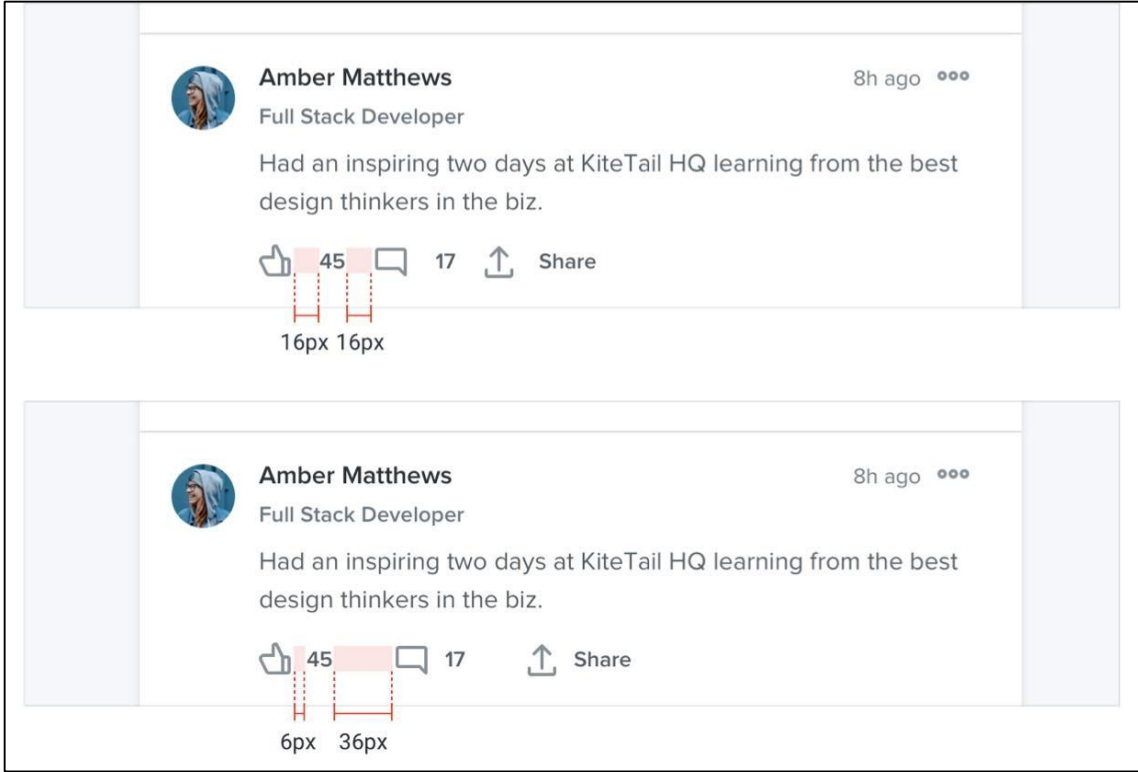 Amber Matthews 8h ago
Full Stack Developer
Had an inspiring two days at KiteTail HQ learning from the best
design thinkers in the biz.
45 17 Share
16px 16px
Amber Matthews 8h ago
Full Stack Developer
Had an inspiring two days at KiteTail HQ learning from the best
design thinkers in the biz.
45 17 Share
6px 36px